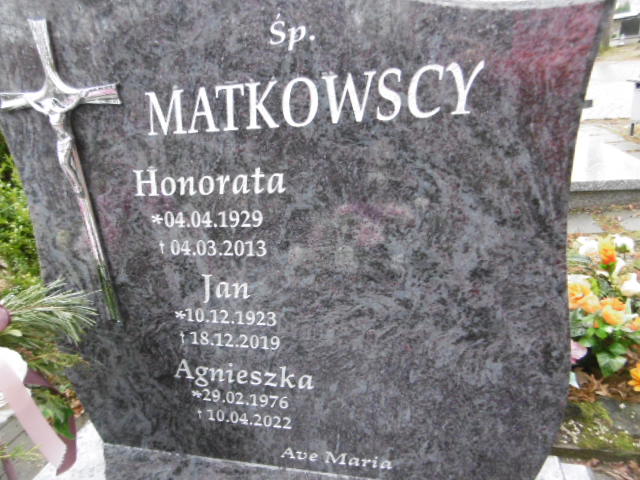 Śp.
MATKOWSCY
Honorata
*04.04.1929
† 04.03.2013
Jan
*10.12.1923
† 18.12.2019
Agnieszka
*29.02.1976
† 10.04.2022
Ave Maria